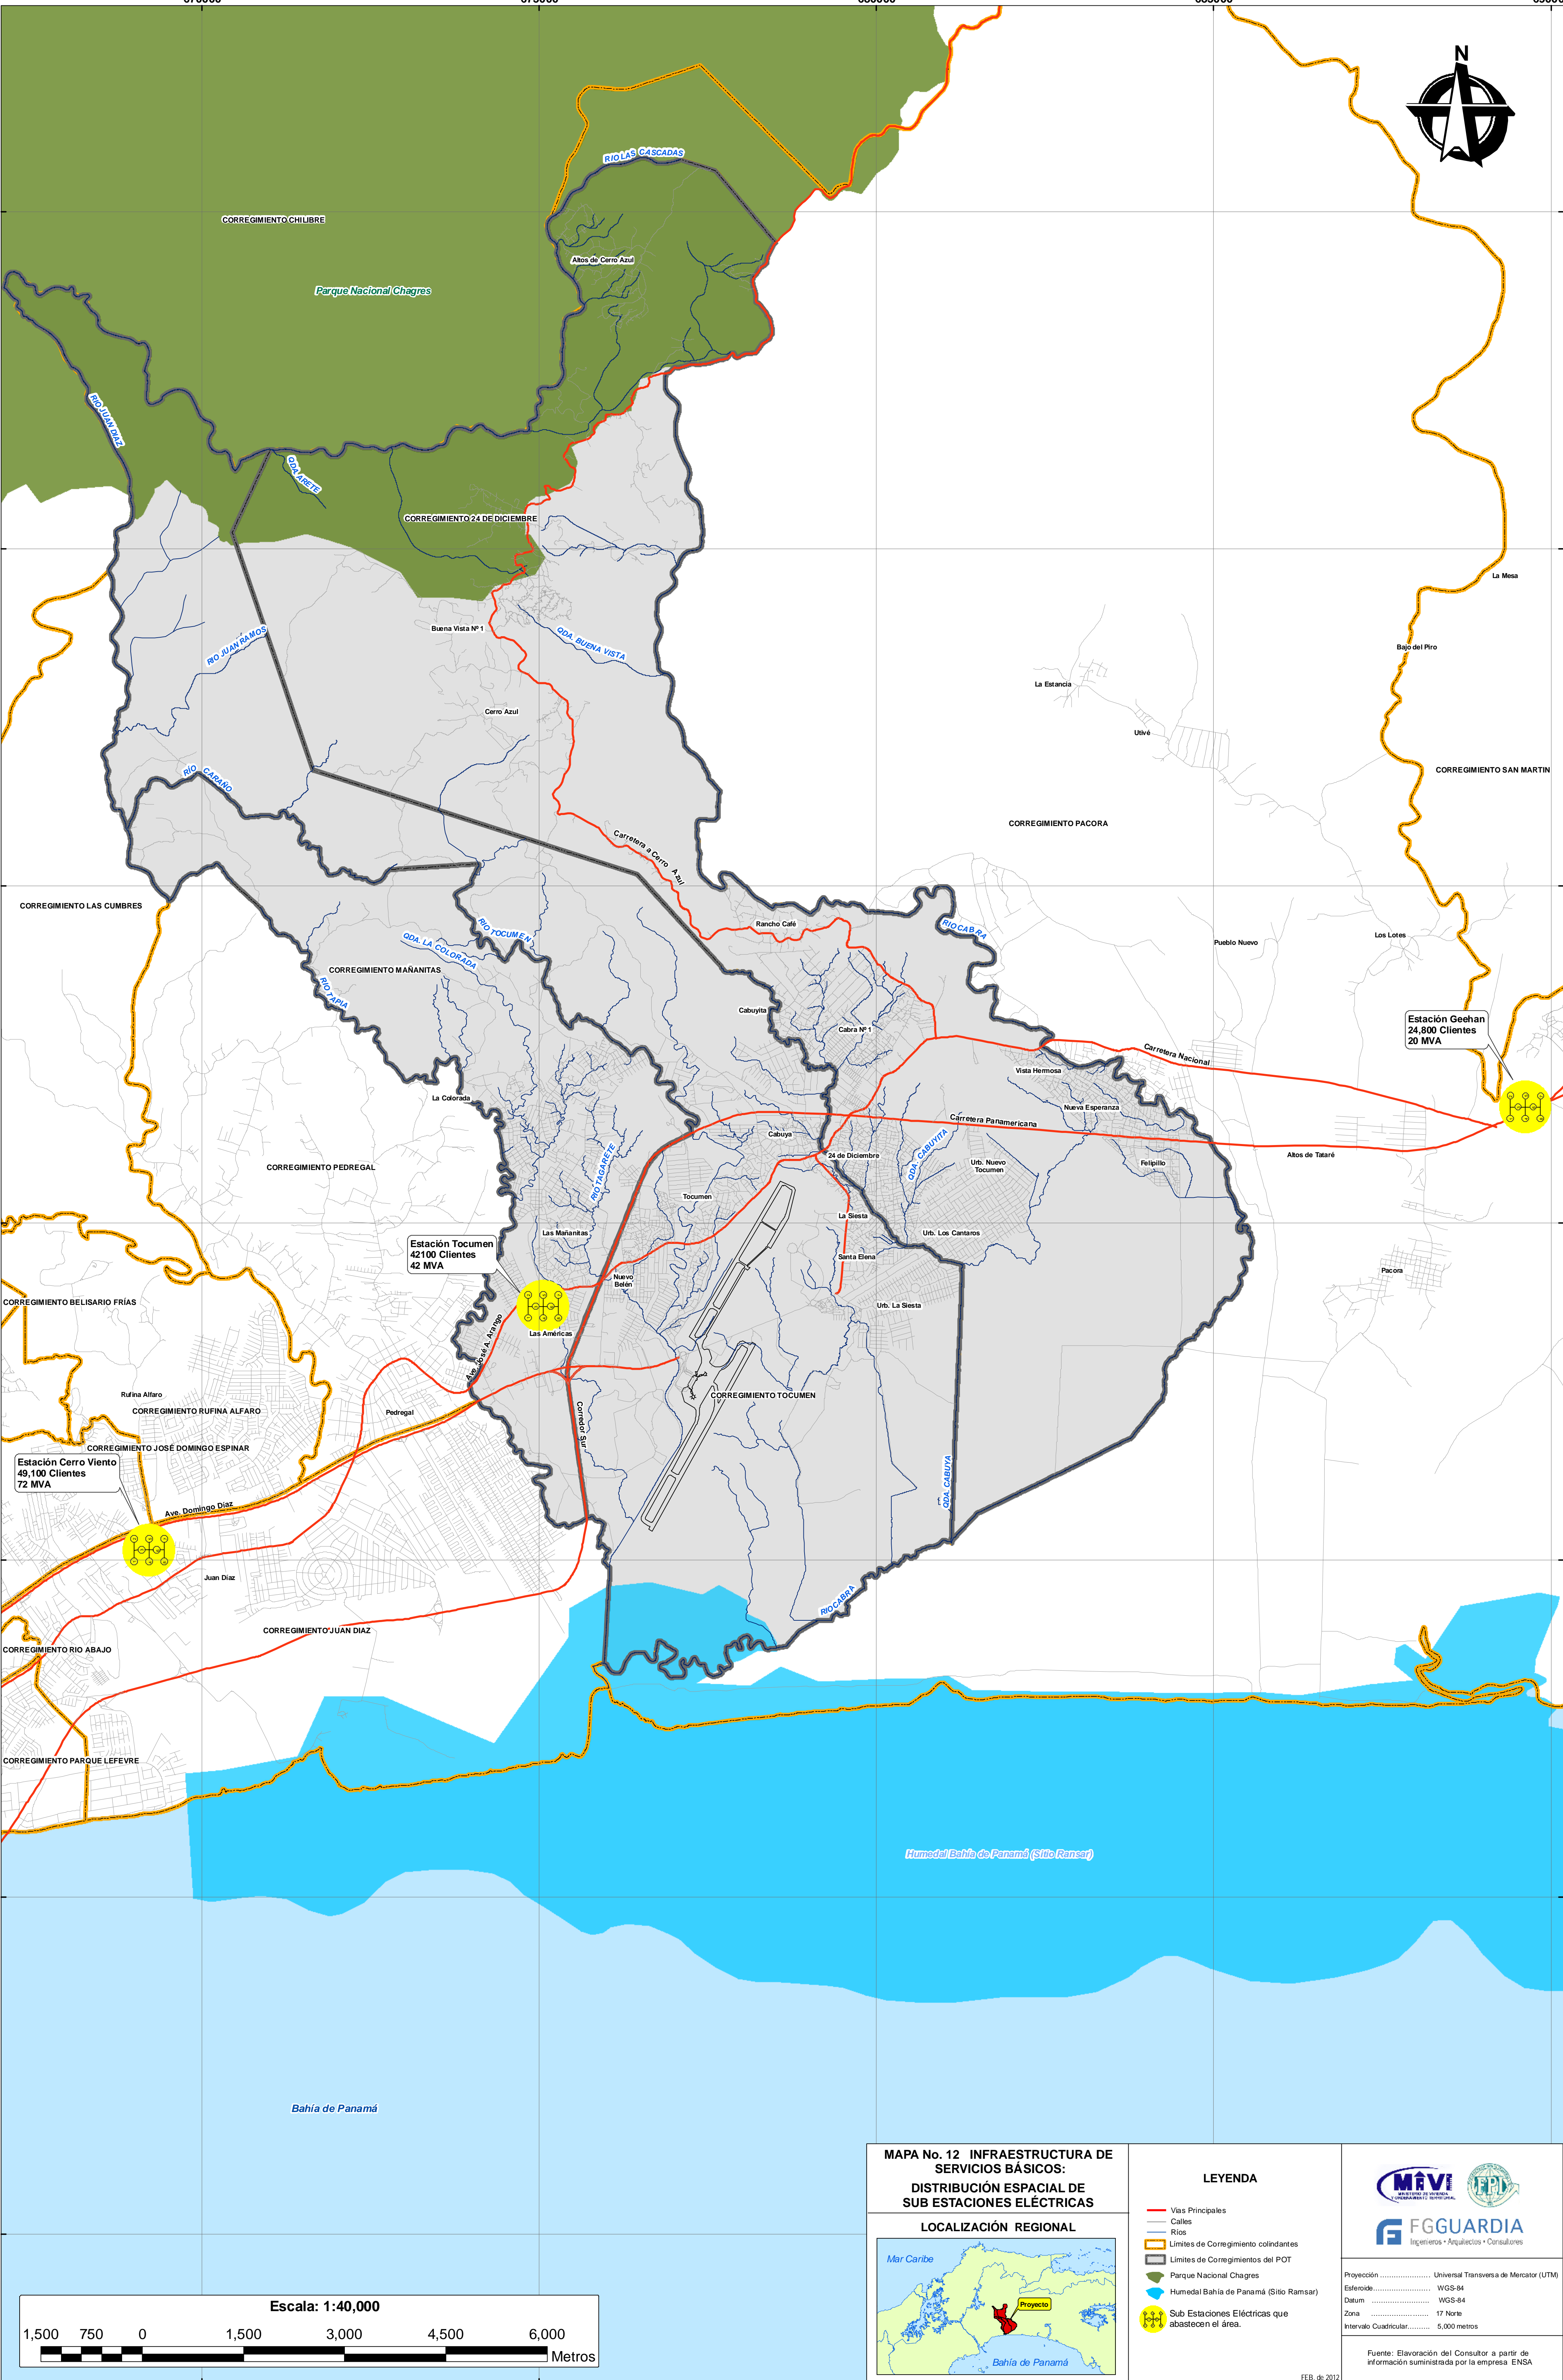 N
RIO LAS CASCADAS
CORREGIMIENTO CHILIBRE
Altos de Cerro Azul
Parque Nacional Chagres
RIO JUAN DIAZ
QDA. ARETE
CORREGIMIENTO 24 DE DICIEMBRE
La Mesa
Buena Vista Nº 1
RIO JUAN RAMOS
QDA. BUENA VISTA
Bajo del Piro
La Estancia
Cerro Azul
Utivé
RÍO CARAÑO
CORREGIMIENTO SAN MARTIN
CORREGIMIENTO PACORA
Carretera a Cerro Azul
CORREGIMIENTO LAS CUMBRES
Rancho Café
RIO CABRA
RIO TOCUMEN
QDA. LA COLORADA
Pueblo Nuevo
Los Lotes
CORREGIMIENTO MAÑANITAS
RIO TAPIA
Cabuyita
Cabra Nº 1
Estación Geehan
24,800 Clientes
20 MVA
Carretera Nacional
Vista Hermosa
La Colorada
Nueva Esperanza
Carretera Panamericana
Cabuya
24 de Diciembre
QDA. CABUYITA
Urb. Nuevo
Tocumen
Felipillo
Altos de Tataré
CORREGIMIENTO PEDREGAL
RIO TAGARETE
Tocumen
La Siesta
Las Mañanitas
Urb. Los Cantaros
Estación Tocumen
42100 Clientes
42 MVA
Santa Elena
Nuevo
Belén
Pacora
CORREGIMIENTO BELISARIO FRÍAS
Urb. La Siesta
Las Américas
Ave. José A. Arango
Rufina Alfaro
CORREGIMIENTO TOCUMEN
CORREGIMIENTO RUFINA ALFARO
Pedregal
Corredor Sur
CORREGIMIENTO JOSÉ DOMINGO ESPINAR
Estación Cerro Viento
49,100 Clientes
72 MVA
QDA. CABUYA
Ave. Domingo Díaz
Juan Díaz
RIO CABRA
CORREGIMIENTO JUAN DIAZ
CORREGIMIENTO RIO ABAJO
CORREGIMIENTO PARQUE LEFEVRE
Humedal Bahía de Panamá (Sitio Ransar)
Bahía de Panamá
Escala: 1:40,000
1,500 750 0 1,500 3,000 4,500 6,000
Metros
MAPA No. 12 INFRAESTRUCTURA DE
SERVICIOS BÁSICOS:
DISTRIBUCIÓN ESPACIAL DE
SUB ESTACIONES ELÉCTRICAS
LOCALIZACIÓN REGIONAL
Mar Caribe
Proyecto
Bahía de Panamá
LEYENDA
Vías Principales
Calles
Ríos
Límites de Corregimiento colindantes
Límites de Corregimientos del POT
Parque Nacional Chagres
Humedal Bahía de Panamá (Sitio Ramsar)
Sub Estaciones Eléctricas que
abastecen el área.
FEB. de 2012
MIVI
MINISTERIO DE VIVIENDA
Y ORDENAMIENTO TERRITORIAL
FPI
FGGUARDIA
Ingenieros • Arquitectos • Consultores
Proyección ...................... Universal Transversa de Mercator (UTM)
Esferoide......................... WGS-84
Datum ......................... WGS-84
Zona ......................... 17 Norte
Intervalo Cuadricular.......... 5,000 metros
Fuente: Elavoración del Consultor a partir de
información suministrada por la empresa ENSA